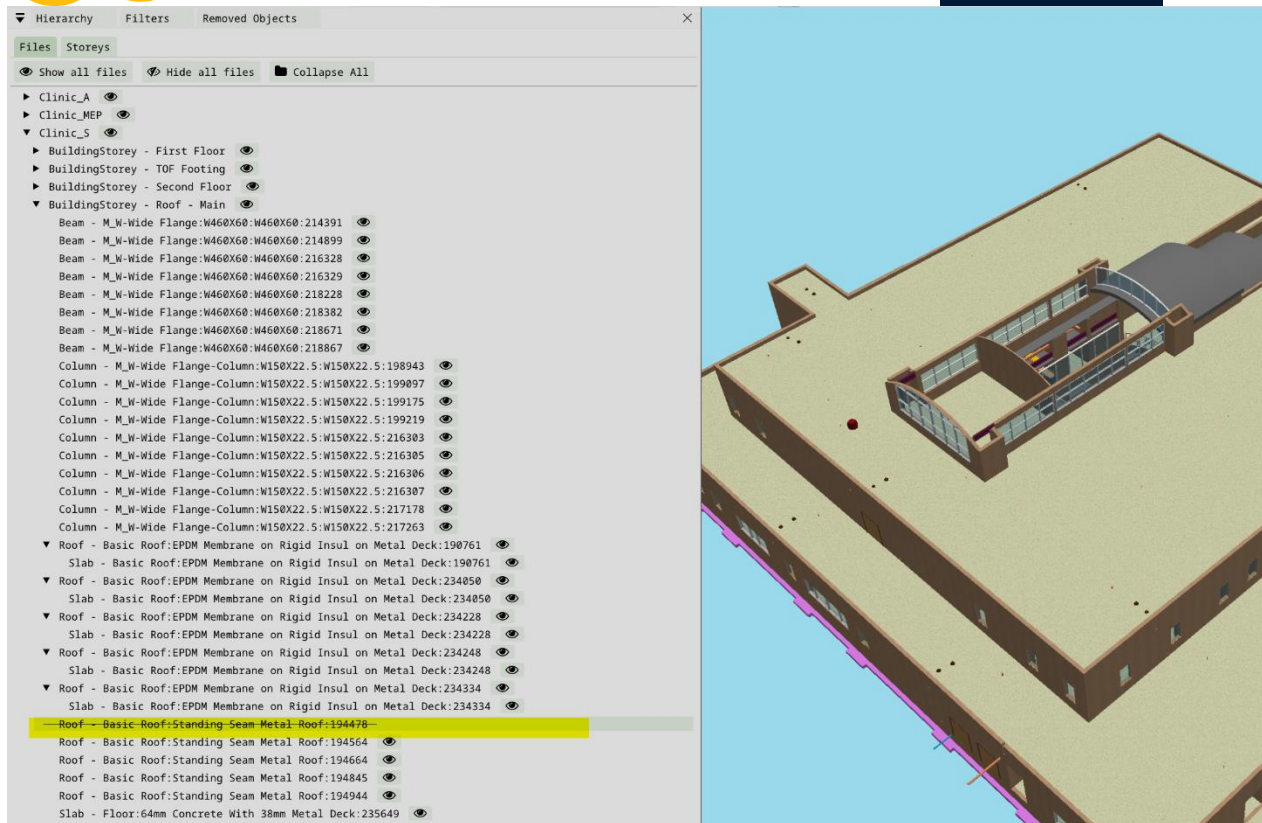 Hierarchy Filters Removed Objects
Files Storeys
Show all files Hide all files Collapse All
Clinic_A
Clinic_MEP
Clinic_S
BuildingStorey - First Floor
BuildingStorey - TOF Footing
BuildingStorey - Second Floor
BuildingStorey - Roof - Main
Beam - M_W-Wide Flange:W460X60:W460X60:214391
Beam - M_W-Wide Flange:W460X60:W460X60:214899
Beam - M_W-Wide Flange:W460X60:W460X60:216328
Beam - M_W-Wide Flange:W460X60:W460X60:216329
Beam - M_W-Wide Flange:W460X60:W460X60:218228
Beam - M_W-Wide Flange:W460X60:W460X60:218382
Beam - M_W-Wide Flange:W460X60:W460X60:218671
Beam - M_W-Wide Flange:W460X60:W460X60:218867
Column - M_W-Wide Flange-Column:W150X22.5:W150X22.5:198943
Column - M_W-Wide Flange-Column:W150X22.5:W150X22.5:199097
Column - M_W-Wide Flange-Column:W150X22.5:W150X22.5:199175
Column - M_W-Wide Flange-Column:W150X22.5:W150X22.5:199219
Column - M_W-Wide Flange-Column:W150X22.5:W150X22.5:216303
Column - M_W-Wide Flange-Column:W150X22.5:W150X22.5:216305
Column - M_W-Wide Flange-Column:W150X22.5:W150X22.5:216306
Column - M_W-Wide Flange-Column:W150X22.5:W150X22.5:216307
Column - M_W-Wide Flange-Column:W150X22.5:W150X22.5:217178
Column - M_W-Wide Flange-Column:W150X22.5:W150X22.5:217263
Roof - Basic Roof:EPDM Membrane on Rigid Insul on Metal Deck:190761
Slab - Basic Roof:EPDM Membrane on Rigid Insul on Metal Deck:190761
Roof - Basic Roof:EPDM Membrane on Rigid Insul on Metal Deck:234050
Slab - Basic Roof:EPDM Membrane on Rigid Insul on Metal Deck:234050
Roof - Basic Roof:EPDM Membrane on Rigid Insul on Metal Deck:234228
Slab - Basic Roof:EPDM Membrane on Rigid Insul on Metal Deck:234228
Roof - Basic Roof:EPDM Membrane on Rigid Insul on Metal Deck:234248
Slab - Basic Roof:EPDM Membrane on Rigid Insul on Metal Deck:234248
Roof - Basic Roof:EPDM Membrane on Rigid Insul on Metal Deck:234334
Slab - Basic Roof:EPDM Membrane on Rigid Insul on Metal Deck:234334
Roof - Basic Roof:Standing Seam Metal Roof:194478
Roof - Basic Roof:Standing Seam Metal Roof:194564
Roof - Basic Roof:Standing Seam Metal Roof:194664
Roof - Basic Roof:Standing Seam Metal Roof:194845
Roof - Basic Roof:Standing Seam Metal Roof:194944
Slab - Floor:64mm Concrete With 38mm Metal Deck:235649